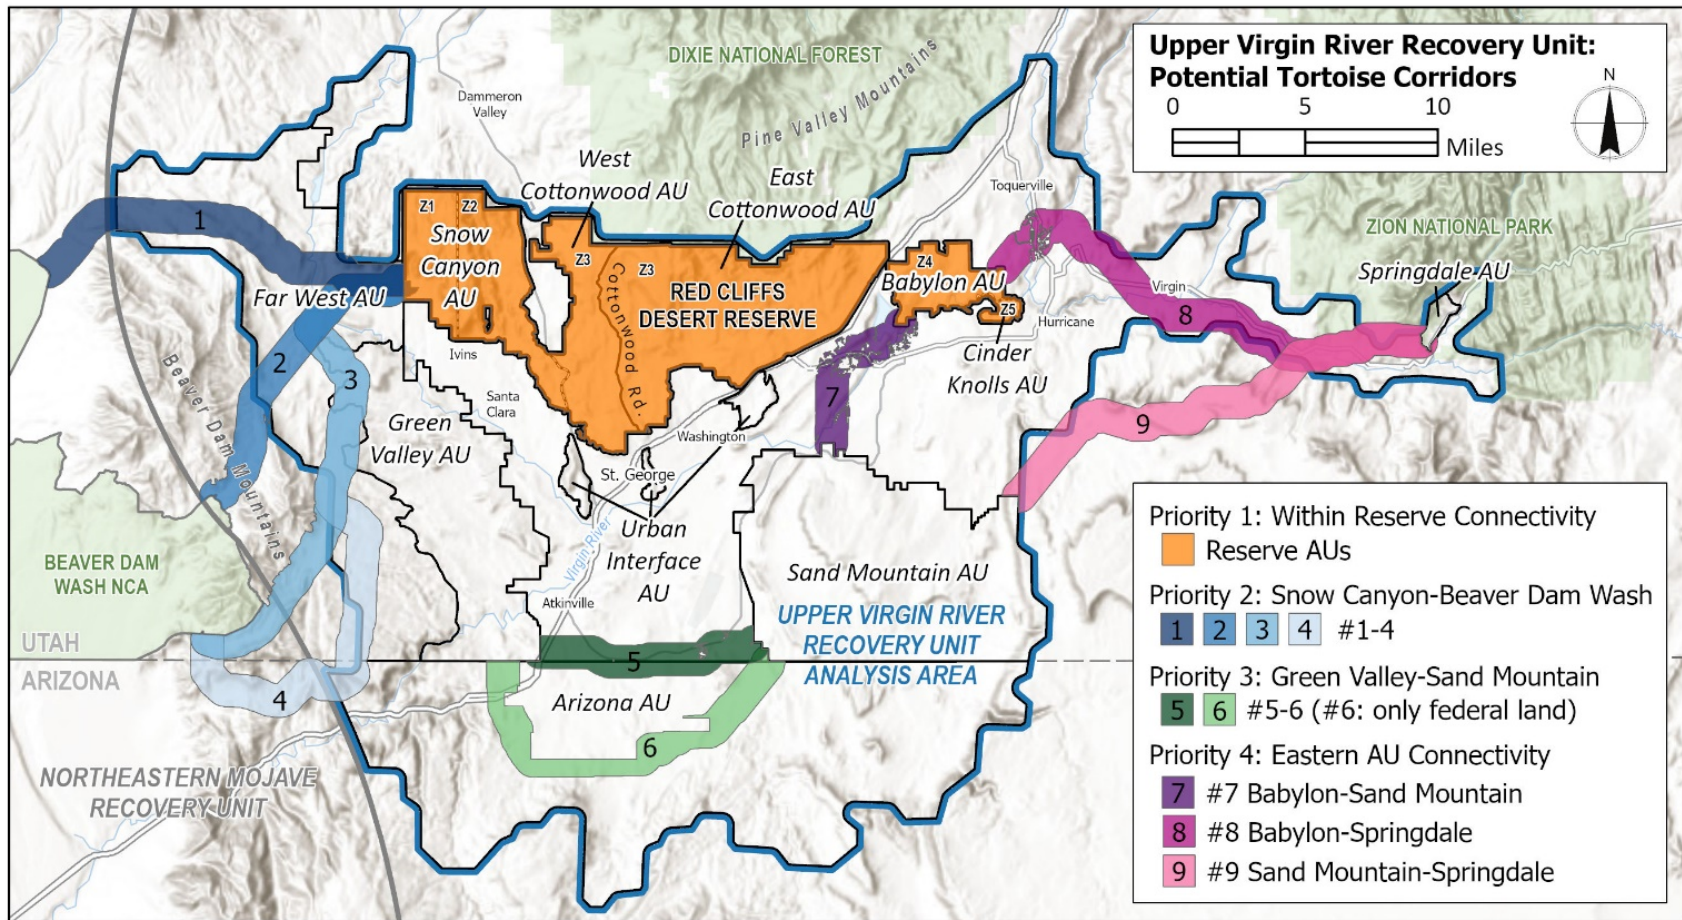 Upper Virgin River Recovery Unit:
Potential Tortoise Corridors
0 5 10
Miles
N
DIXIE NATIONAL FOREST
Pine Valley Mountains
Dammeron
Valley
West
Cottonwood AU
East
Cottonwood AU
Toquerville
ZION NATIONAL PARK
Springdale AU
1
Z1
Z2
Snow
Canyon
AU
Z3
Z3
Cottonwood Rd.
RED CLIFFS
DESERT RESERVE
Z4
Babylon AU
Z5
Virgin
8
Hurricane
Far West AU
Cinder
Knolls AU
Ivins
2
3
Beaver Dam Mountains
Santa
Clara
Green
Valley AU
7
9
Washington
St. George
Urban
Interface
AU
Virgin River
Sand Mountain AU
BEAVER DAM
WASH NCA
Atkinville
UPPER VIRGIN RIVER
RECOVERY UNIT
ANALYSIS AREA
UTAH
ARIZONA
5
4
Arizona AU
6
NORTHEASTERN MOJAVE
RECOVERY UNIT
Priority 1: Within Reserve Connectivity
Reserve AUs
Priority 2: Snow Canyon-Beaver Dam Wash
1 2 3 4 #1-4
Priority 3: Green Valley-Sand Mountain
5 6 #5-6 (#6: only federal land)
Priority 4: Eastern AU Connectivity
7 #7 Babylon-Sand Mountain
8 #8 Babylon-Springdale
9 #9 Sand Mountain-Springdale